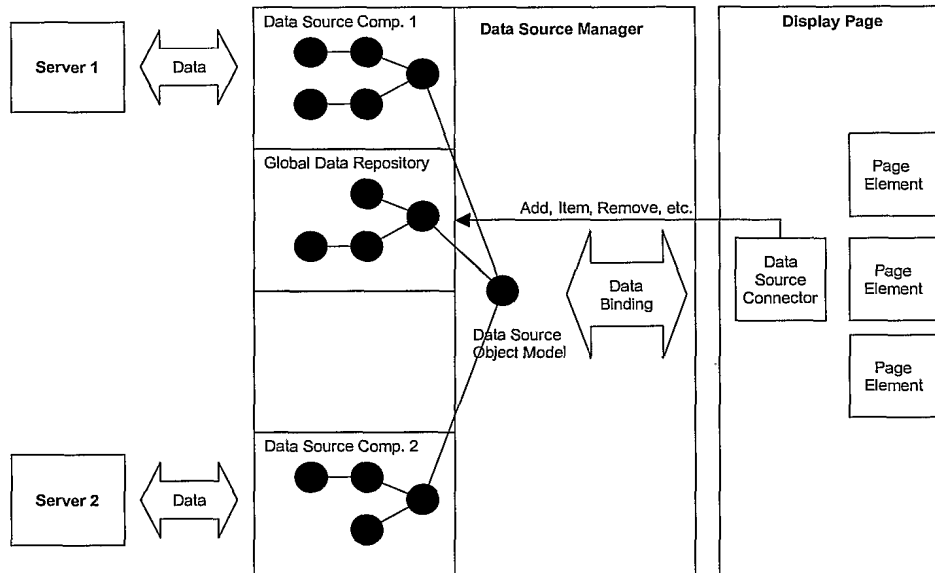 Data Source Comp. 1
Data Source Manager
Display Page
Server 1
Data
Global Data Repository
Page
Element
Add, Item, Remove, etc.
Data
Source
Connector
Page
Element
Data
Binding
Data Source
Object Model
Page
Element
Data Source Comp. 2
Server 2
Data